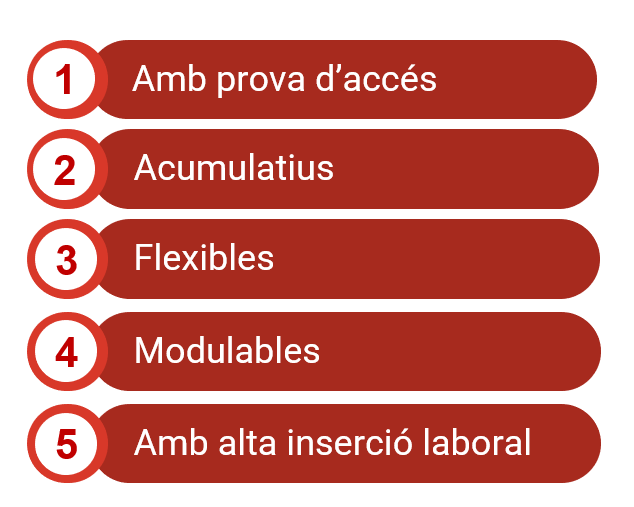 1 Amb prova d’accés
2 Acumulatius
3 Flexibles
4 Modulables
5 Amb alta inserció laboral